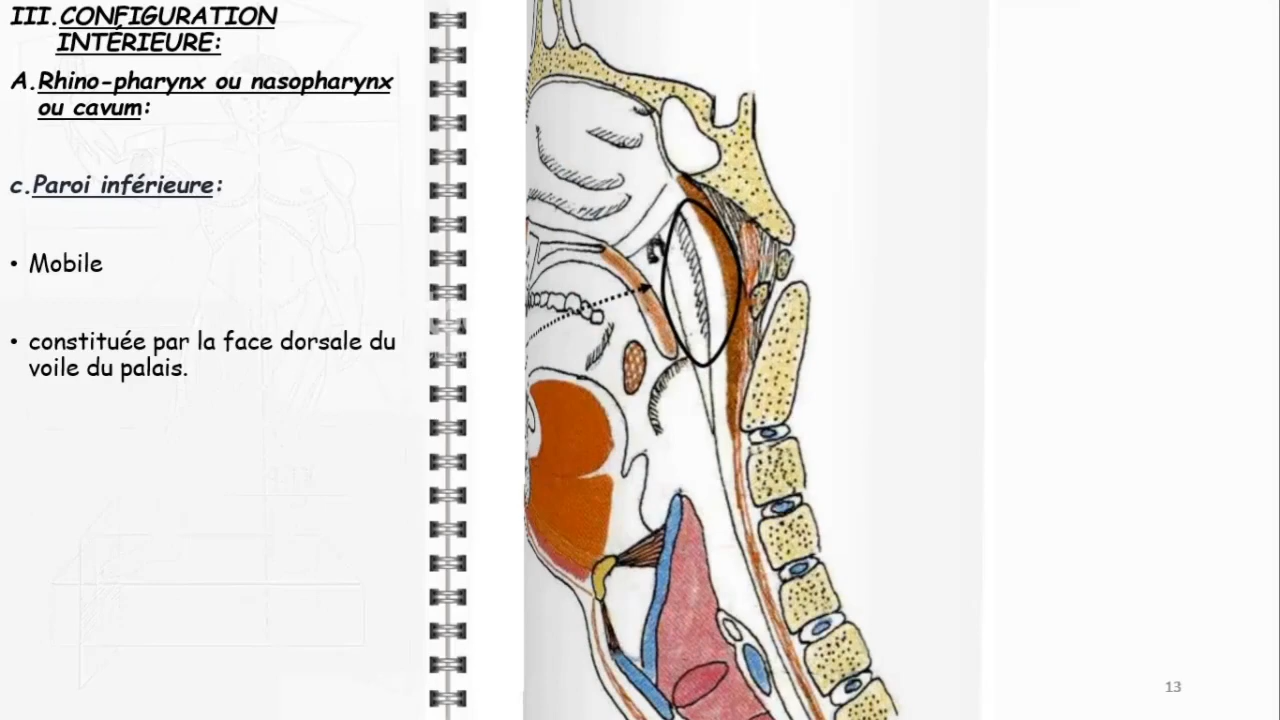 III. CONFIGURATION
INTÉRIEURE:
A. Rhino-pharynx ou nasopharynx
ou cavum:
c. Paroi inférieure:
• Mobile
• constituée par la face dorsale du
voile du palais.
13